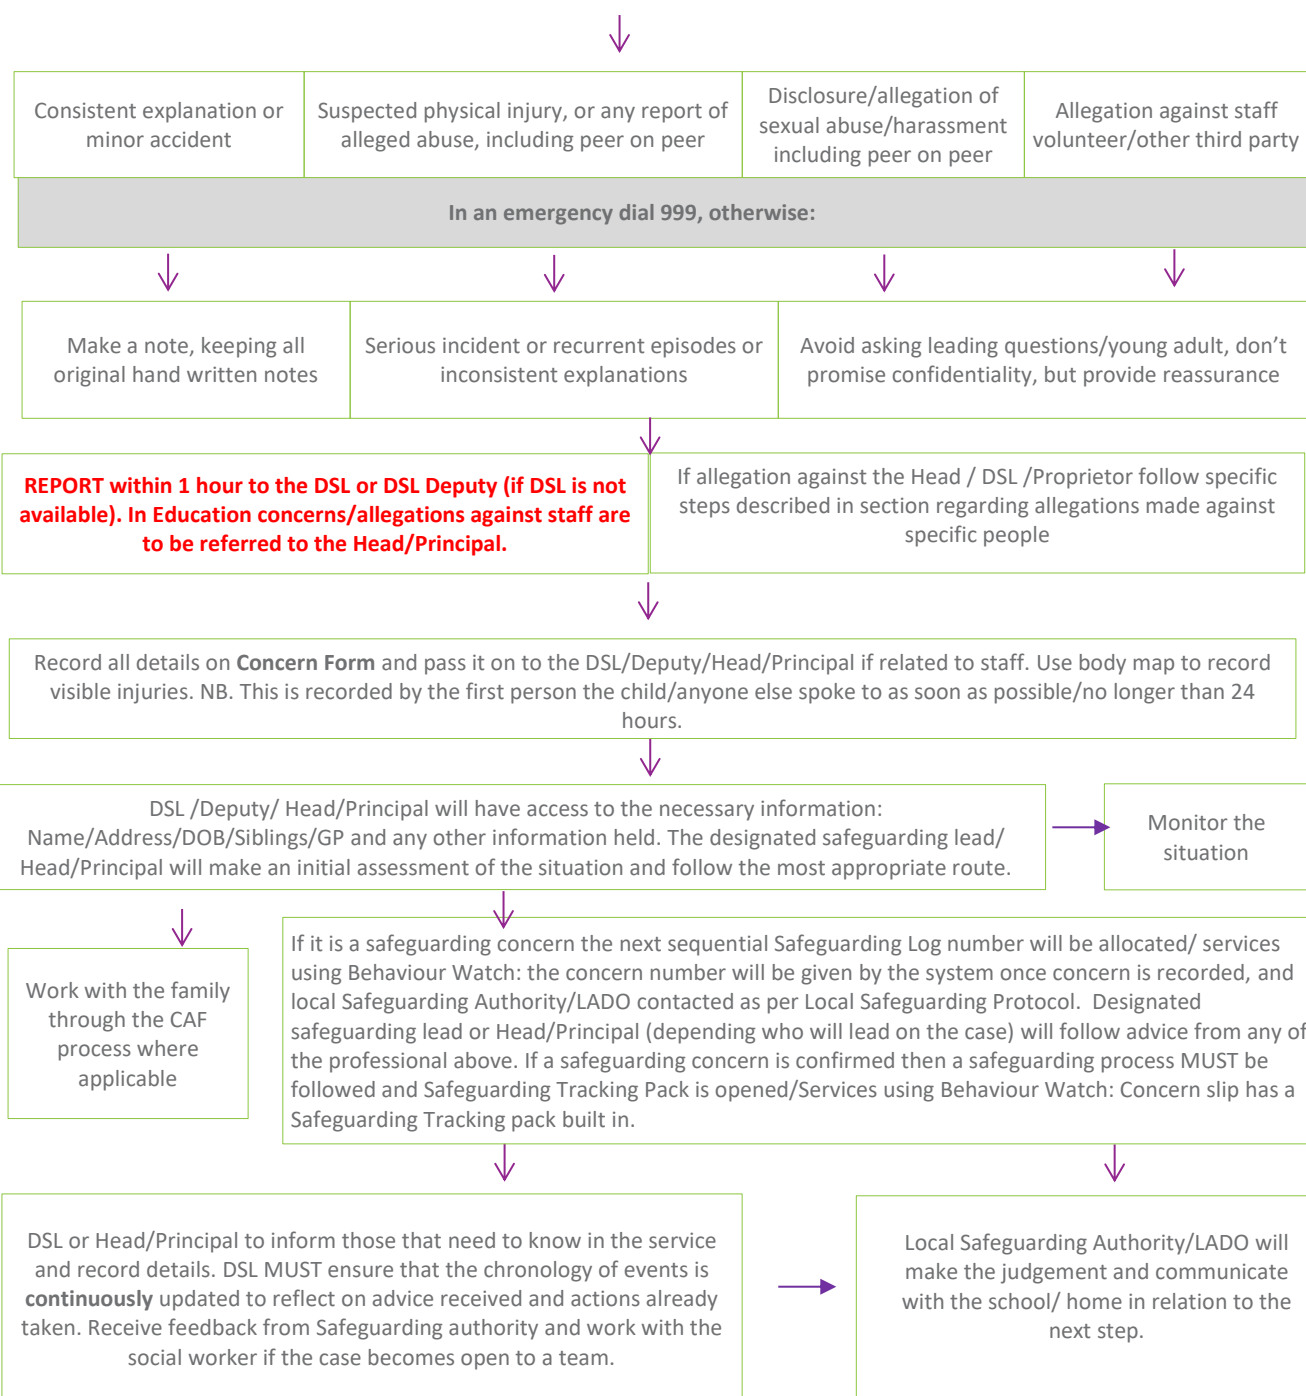 Consistent explanation or
minor accident
Suspected physical injury, or any report of
alleged abuse, including peer on peer
Disclosure/allegation of
sexual abuse/harassment
including peer on peer
Allegation against staff
volunteer/other third party
In an emergency dial 999, otherwise:
Make a note, keeping all
original hand written notes
Serious incident or recurrent episodes or
inconsistent explanations
Avoid asking leading questions/young adult, don’t
promise confidentiality, but provide reassurance
REPORT within 1 hour to the DSL or DSL Deputy (if DSL is not
available). In Education concerns/allegations against staff are
to be referred to the Head/Principal.
If allegation against the Head / DSL /Proprietor follow specific
steps described in section regarding allegations made against
specific people
Record all details on Concern Form and pass it on to the DSL/Deputy/Head/Principal if related to staff. Use body map to record
visible injuries. NB. This is recorded by the first person the child/anyone else spoke to as soon as possible/no longer than 24
hours.
DSL /Deputy/ Head/Principal will have access to the necessary information:
Name/Address/DOB/Siblings/GP and any other information held. The designated safeguarding lead/
Head/Principal will make an initial assessment of the situation and follow the most appropriate route.
Monitor the
situation
Work with the family
through the CAF
process where
applicable
If it is a safeguarding concern the next sequential Safeguarding Log number will be allocated/ services
using Behaviour Watch: the concern number will be given by the system once concern is recorded, and
local Safeguarding Authority/LADO contacted as per Local Safeguarding Protocol.  Designated
safeguarding lead or Head/Principal (depending who will lead on the case) will follow advice from any of
the professional above. If a safeguarding concern is confirmed then a safeguarding process MUST be
followed and Safeguarding Tracking Pack is opened/Services using Behaviour Watch: Concern slip has a
Safeguarding Tracking pack built in.
DSL or Head/Principal to inform those that need to know in the service
and record details. DSL MUST ensure that the chronology of events is
continuously updated to reflect on advice received and actions already
taken. Receive feedback from Safeguarding authority and work with the
social worker if the case becomes open to a team.
Local Safeguarding Authority/LADO will
make the judgement and communicate
with the school/ home in relation to the
next step.